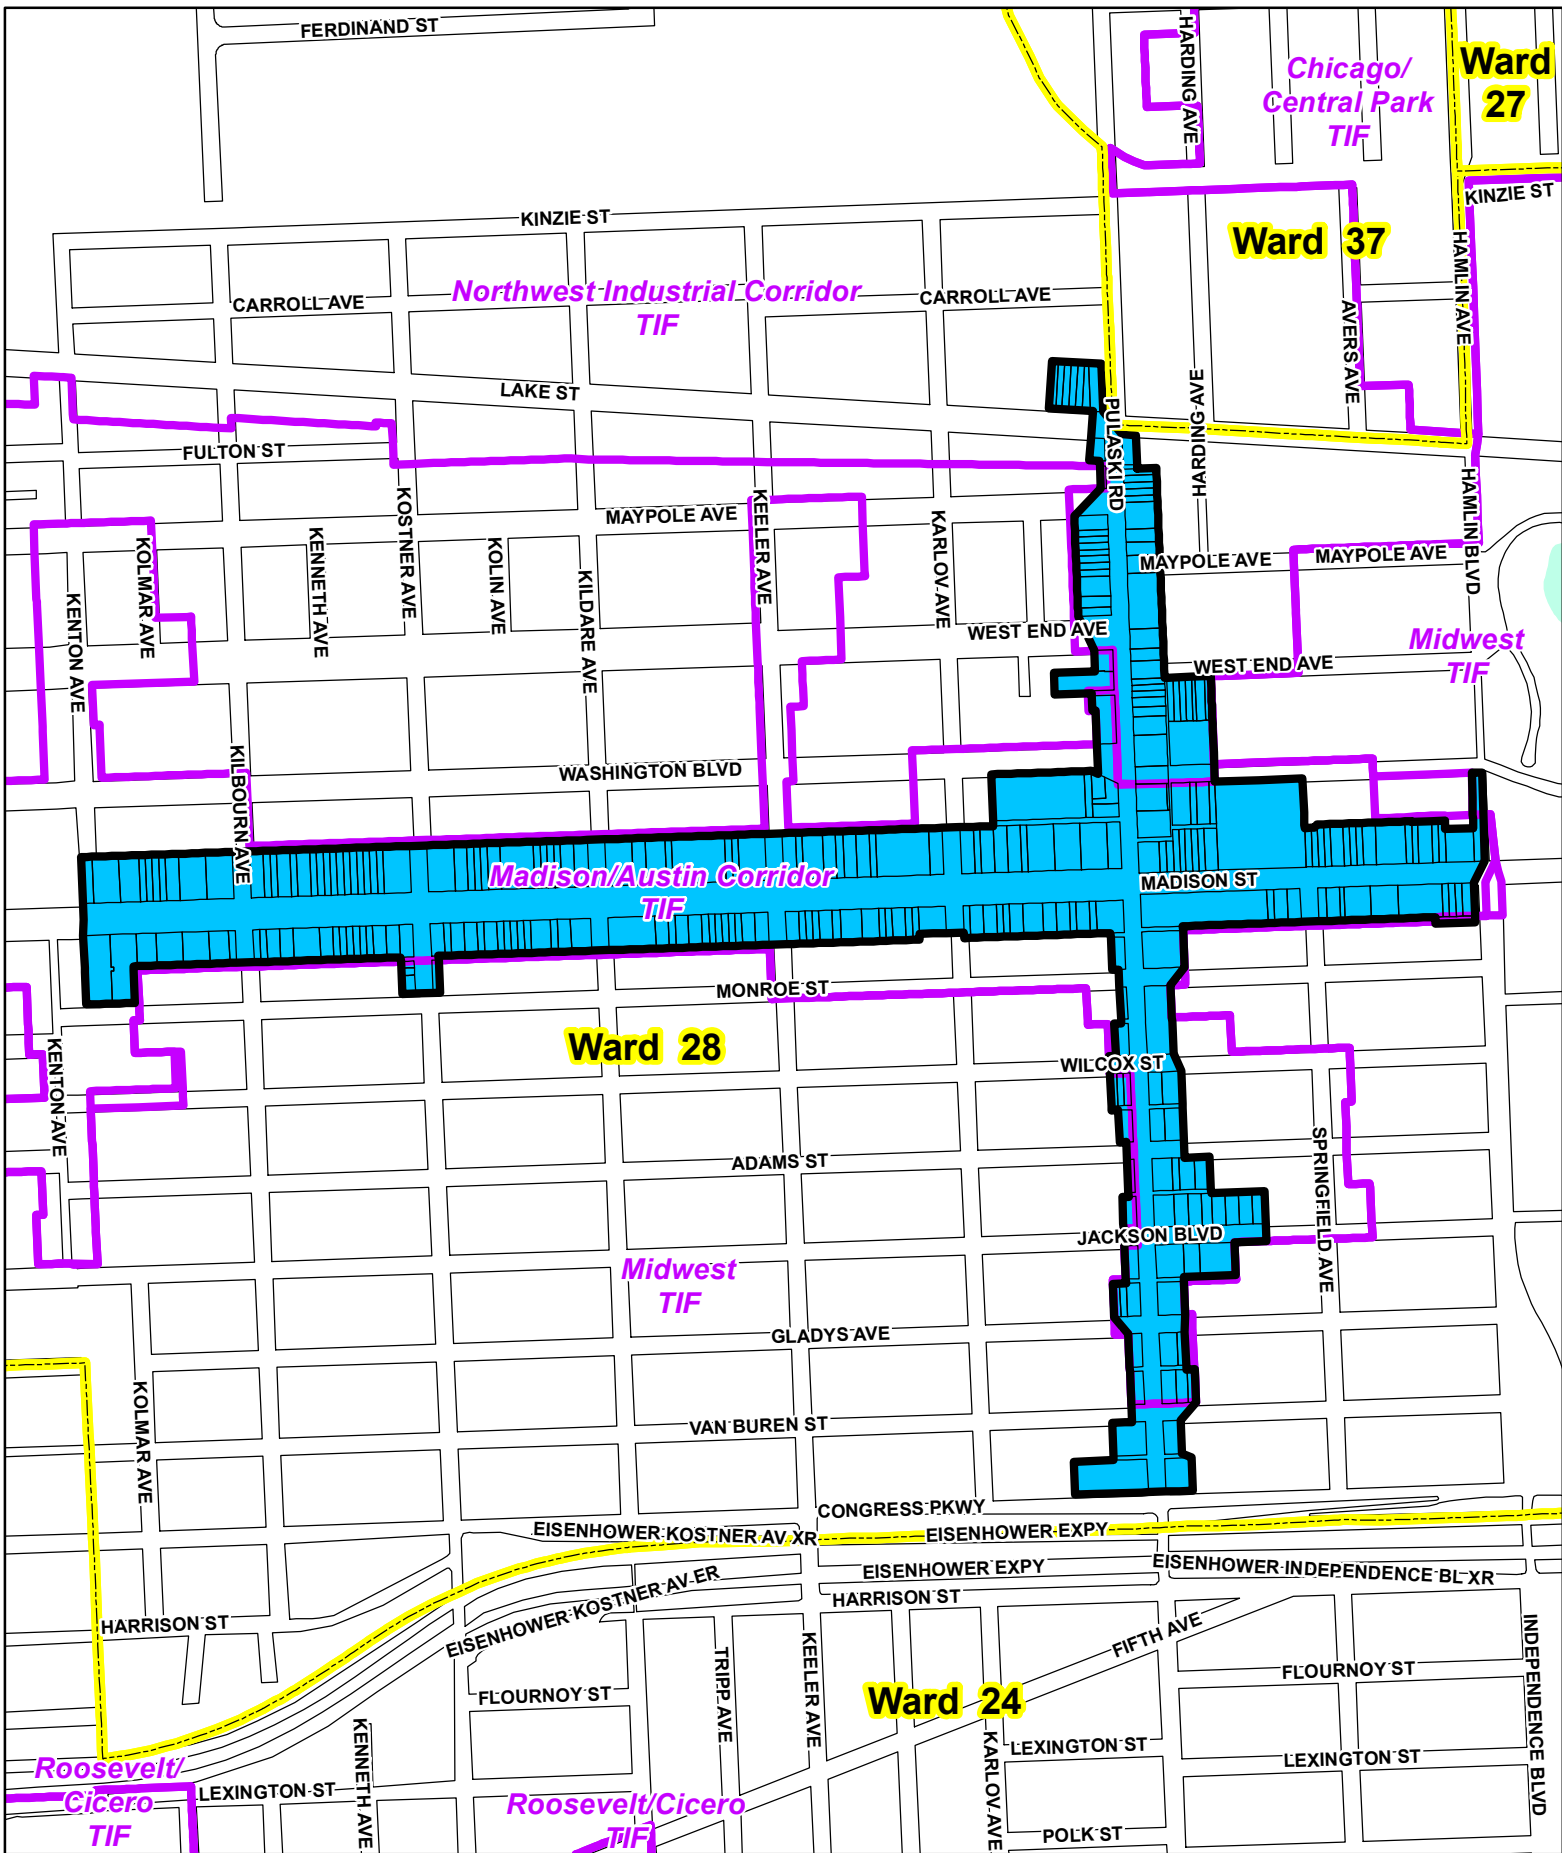 FERDINAND ST
HARDING AVE
Chicago/
Central Park
TIF
Ward
27
KINZIE ST
KINZIE ST
Ward 37
HAMLIN AVE
Northwest Industrial Corridor
TIF
CARROLL AVE
CARROLL AVE
AVERS AVE
LAKE ST
PULASKI RD
HARDING AVE
FULTON ST
KOSTNER AVE
KEELER AVE
MAYPOLE AVE
KARLOV AVE
HAMLIN BLVD
KOLMAR AVE
KENNETH AVE
KOLIN AVE
KILDARE AVE
MAYPOLE AVE
MAYPOLE AVE
KENTON AVE
WEST END AVE
WEST END AVE
Midwest
TIF
KILBOURN AVE
WASHINGTON BLVD
Madison/Austin Corridor
TIF
MADISON ST
MONROE ST
KENTON AVE
Ward 28
WILCOX ST
SPRINGFIELD AVE
ADAMS ST
JACKSON BLVD
Midwest
TIF
GLADYS AVE
KOLMAR AVE
VAN BUREN ST
CONGRESS PKWY
EISENHOWER KOSTNER AV XR
EISENHOWER EXPY
EISENHOWER EXPY
EISENHOWER INDEPENDENCE BL XR
EISENHOWER KOSTNER AV ER
HARRISON ST
HARRISON ST
FIFTH AVE
INDEPENDENCE BLVD
TRIPP AVE
KEELER AVE
FLOURNOY ST
FLOURNOY ST
Ward 24
KENNETH AVE
KARLOV AVE
LEXINGTON ST
LEXINGTON ST
Roosevelt/
Cicero
TIF
LEXINGTON ST
Roosevelt/Cicero
TIF
POLK ST